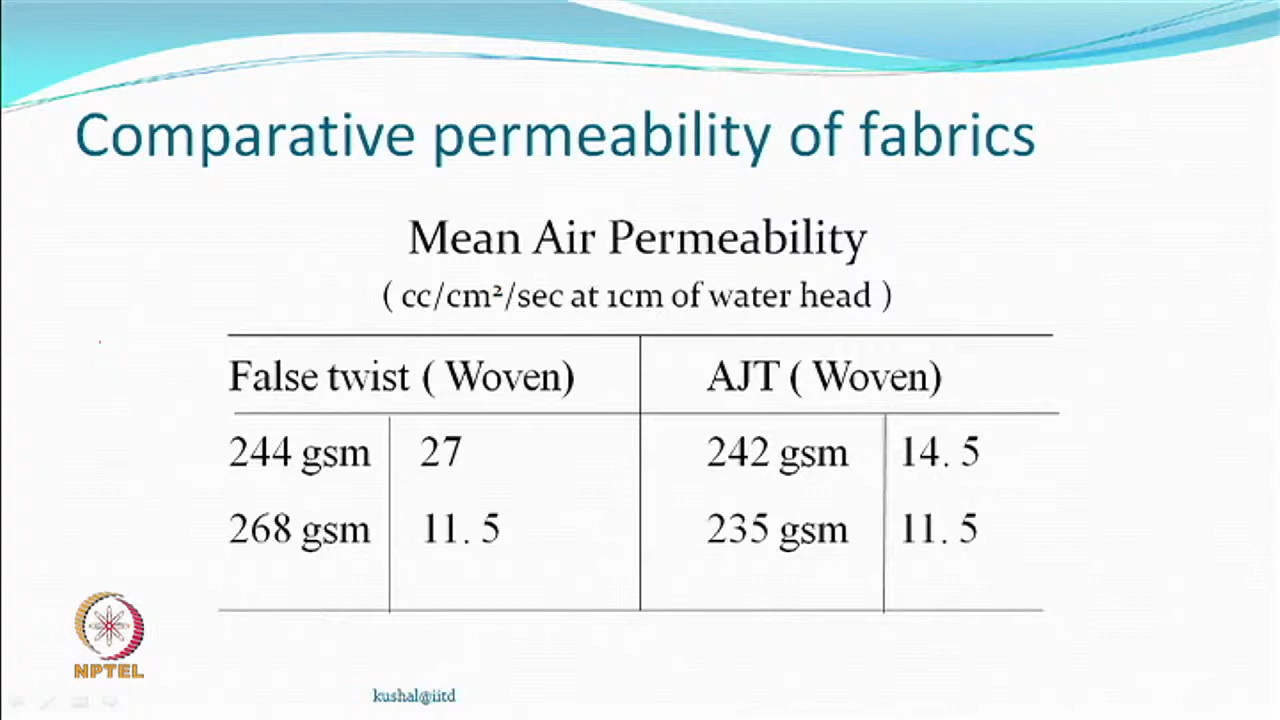 Comparative permeability of fabrics
Mean Air Permeability
( cc/cm²/sec at 1cm of water head )
False twist ( Woven) AJT ( Woven)
244 gsm 27 242 gsm 14. 5
268 gsm 11. 5 235 gsm 11. 5
NPTEL
kushal@iitd